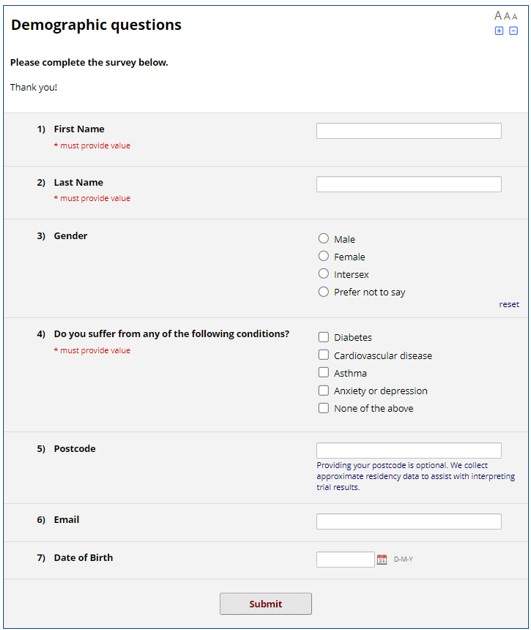 Demographic questions
A A A
Please complete the survey below.
Thank you!
1) First Name
* must provide value
2) Last Name
* must provide value
3) Gender
Male
Female
Intersex
Prefer not to say
reset
4) Do you suffer from any of the following conditions?
* must provide value
Diabetes
Cardiovascular disease
Asthma
Anxiety or depression
None of the above
5) Postcode
Providing your postcode is optional. We collect
approximate residency data to assist with interpreting
trial results.
6) Email
7) Date of Birth
D-M-Y
Submit